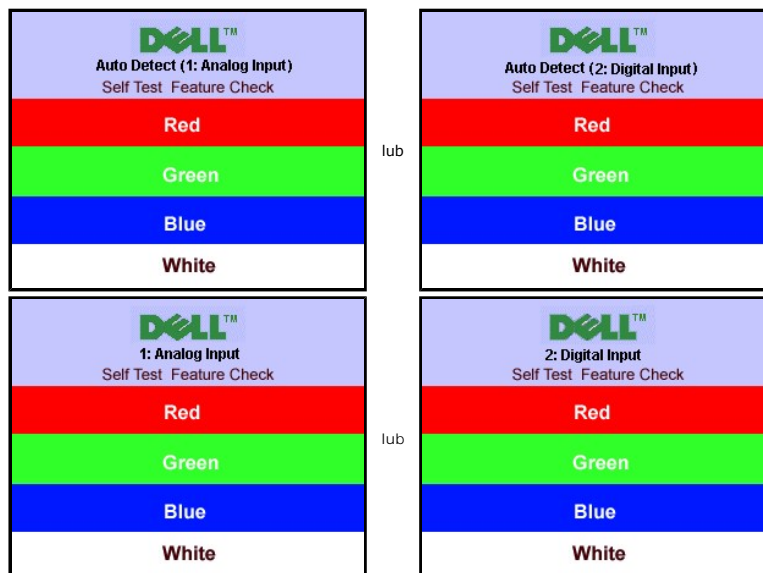 DELL™
Auto Detect (1: Analog Input)
Self Test Feature Check
Red
Green
Blue
White
lub
DELL™
Auto Detect (2: Digital Input)
Self Test Feature Check
Red
Green
Blue
White
DELL™
1: Analog Input
Self Test Feature Check
Red
Green
Blue
White
lub
DELL™
2: Digital Input
Self Test Feature Check
Red
Green
Blue
White